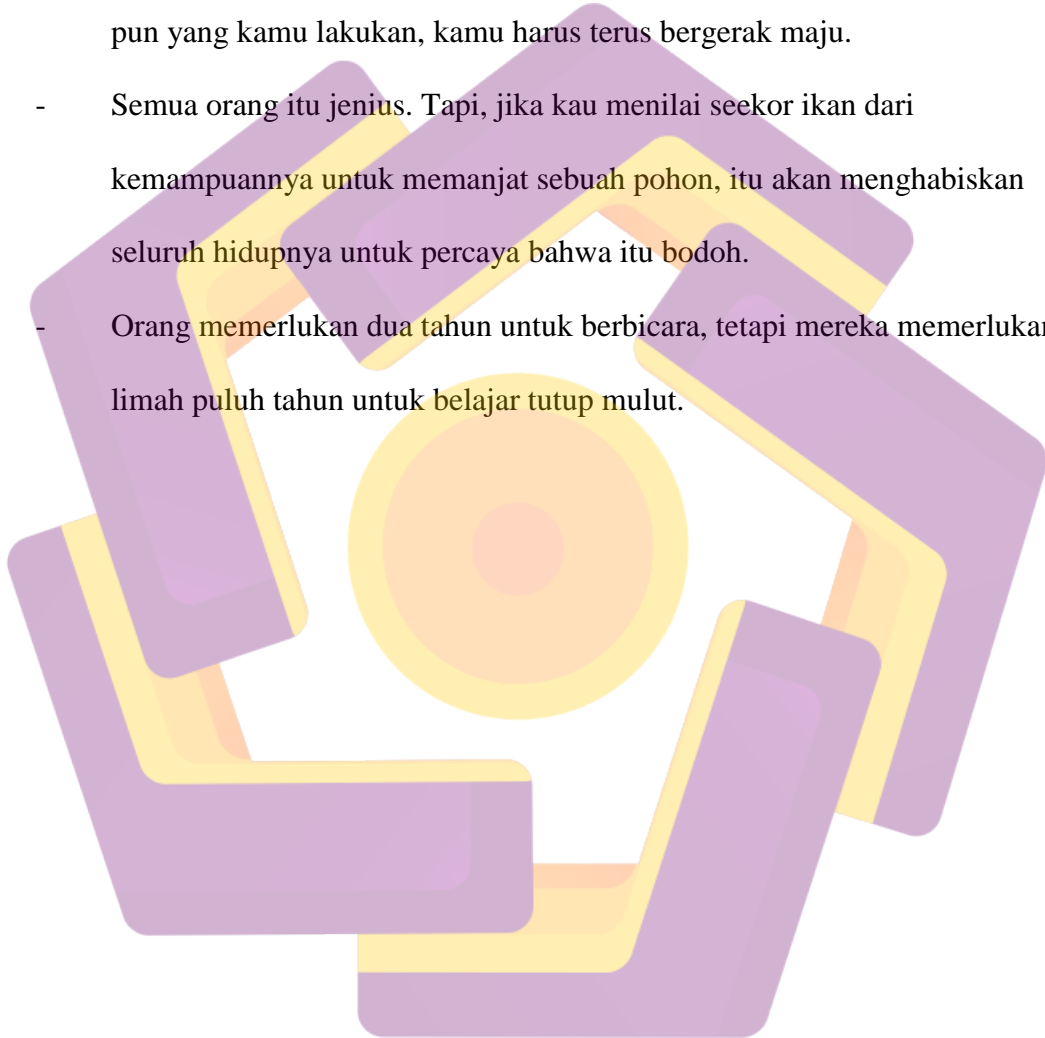 pun yang kamu lakukan, kamu harus terus bergerak maju.
- Semua orang itu jenius. Tapi, jika kau menilai seekor ikan dari
kemampuannya untuk memanjat sebuah pohon, itu akan menghabiskan
seluruh hidupnya untuk percaya bahwa itu bodoh.
- Orang memerlukan dua tahun untuk berbicara, tetapi mereka memerlukan
limah puluh tahun untuk belajar tutup mulut.